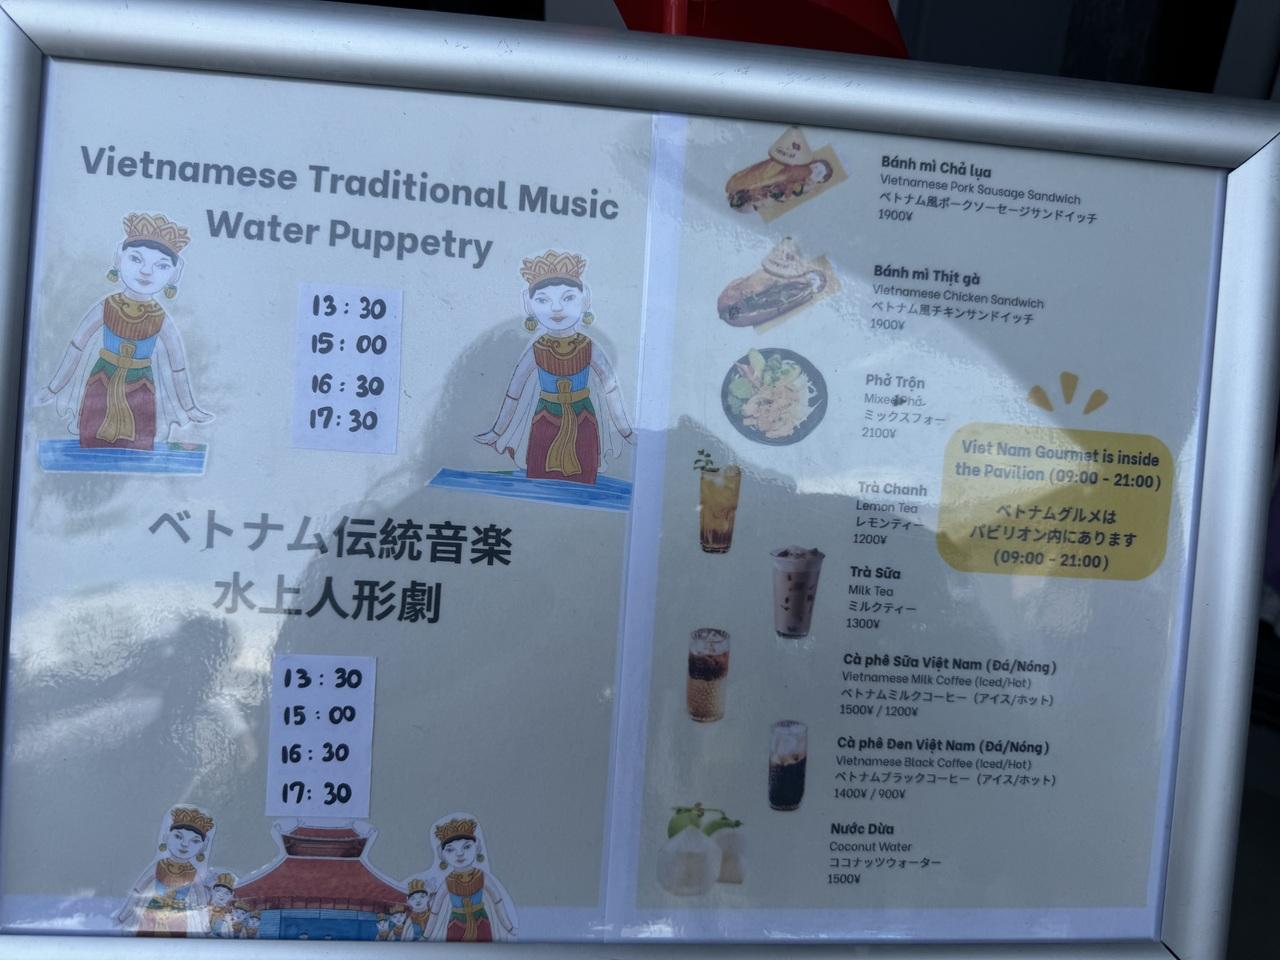 Vietnamese Traditional Music
Water Puppetry
13:30
15:00
16:30
17:30
ベトナム伝統音楽
水上人形劇
13:30
15:00
16:30
17:30
Bánh mì Chả lụa
Vietnamese Pork Sausage Sandwich
ベトナム風ポークソーセージサンドイッチ
1900¥
Bánh mì Thịt gà
Vietnamese Chicken Sandwich
ベトナム風チキンサンドイッチ
1900¥
Phở Trộn
Mixed Phở
ミックスフォー
2100¥
Trà Chanh
Lemon Tea
レモンティー
1200¥
Trà Sữa
Milk Tea
ミルクティー
1300¥
Cà phê Sữa Việt Nam (Đá/Nóng)
Vietnamese Milk Coffee (Iced/Hot)
ベトナムミルクコーヒー（アイス/ホット）
1500¥ / 1200¥
Cà phê Đen Việt Nam (Đá/Nóng)
Vietnamese Black Coffee (Iced/Hot)
ベトナムブラックコーヒー（アイス/ホット）
1400¥ / 900¥
Nước Dừa
Coconut Water
ココナッツウォーター
1500¥
Viet Nam Gourmet is inside
the Pavilion (09:00 - 21:00)
ベトナムグルメは
パビリオン内にあります
(09:00 - 21:00)